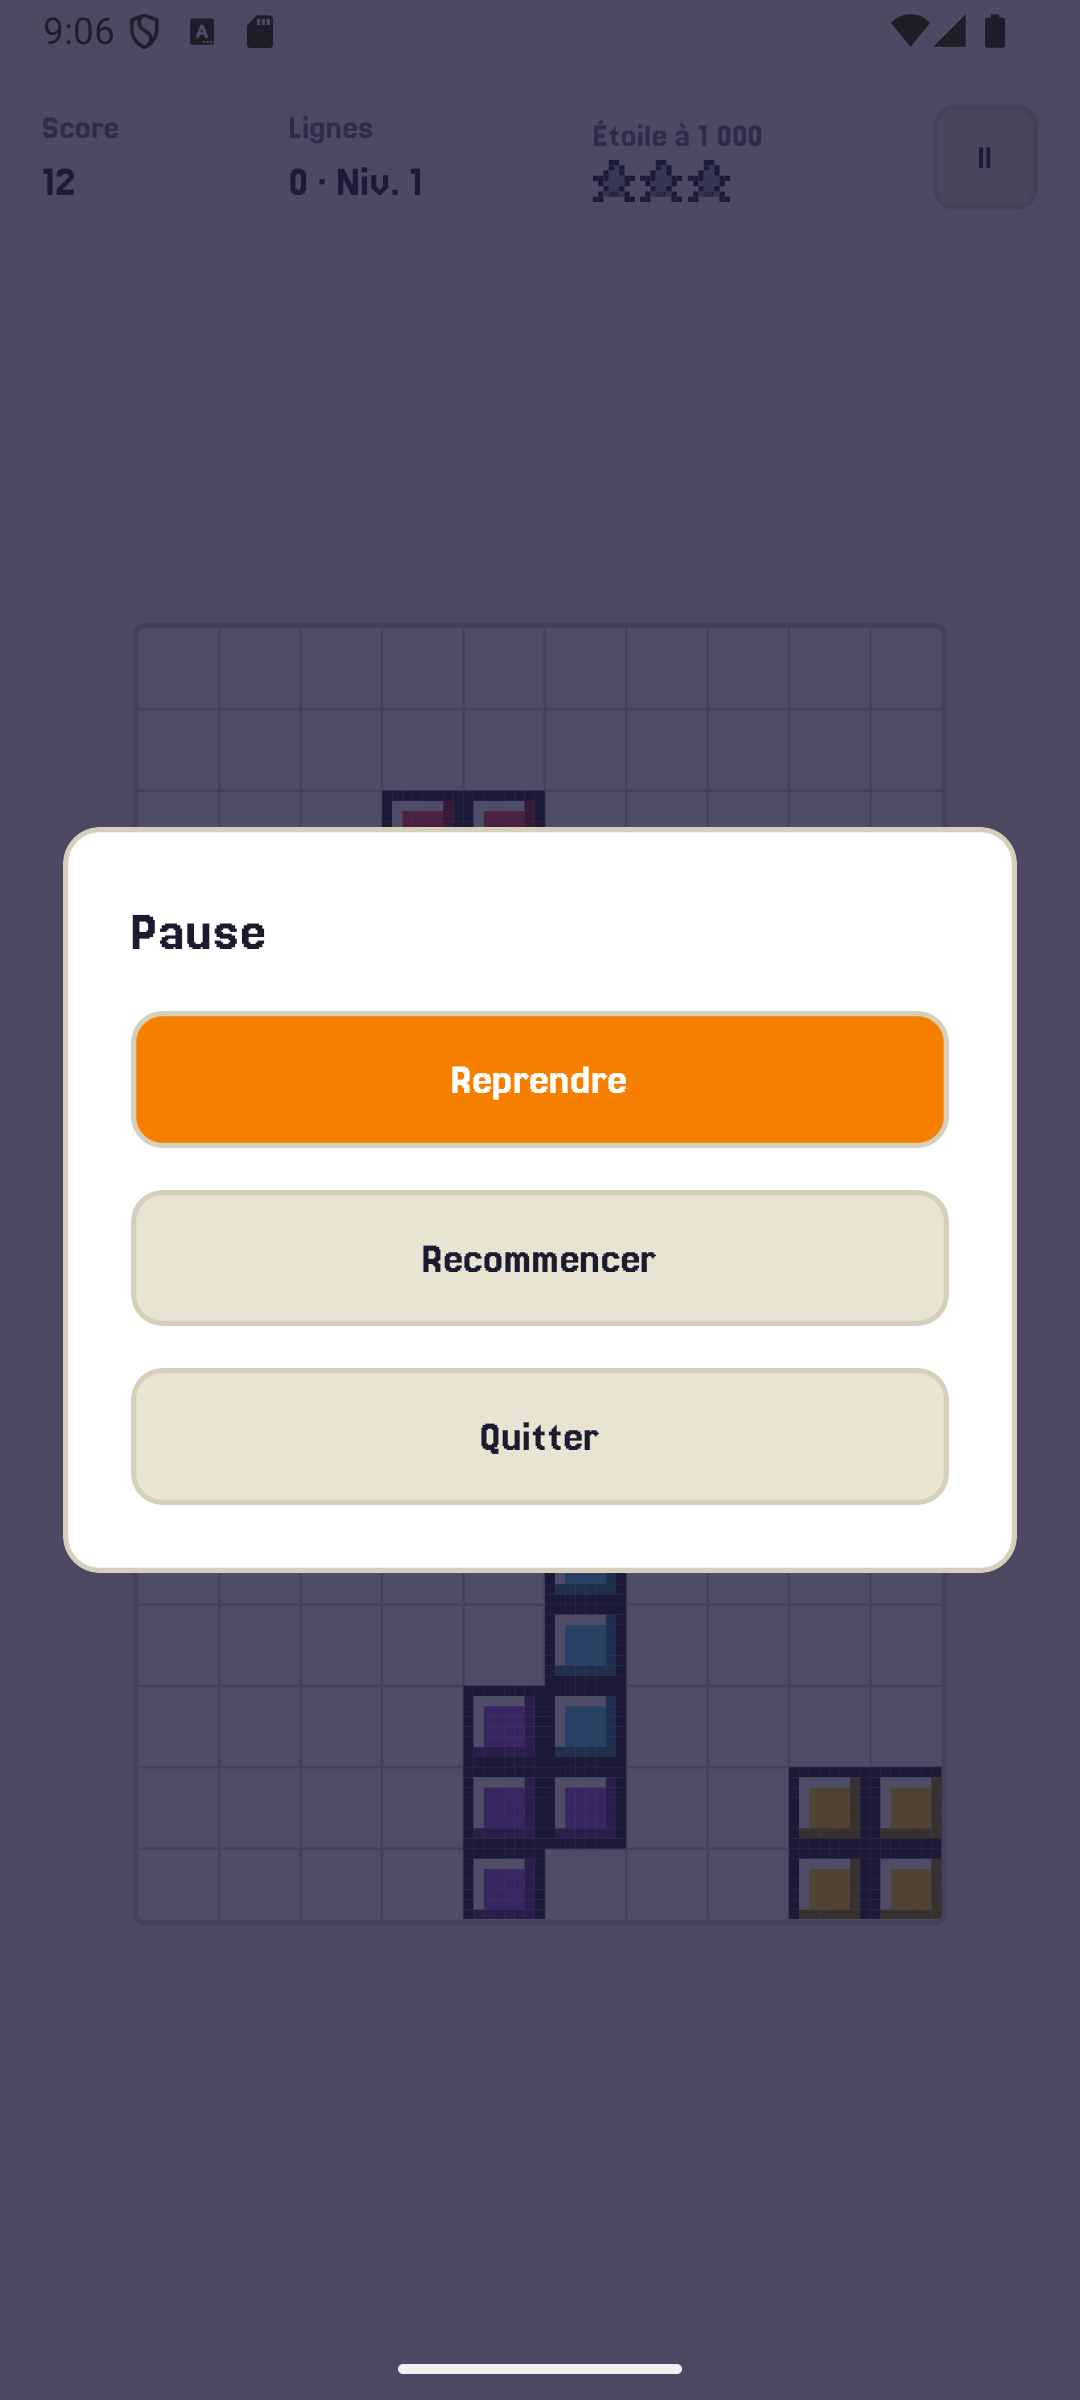 9:06
Score
Lignes
Étoile à 1 000
12
0 · Niv. 1
Pause
Reprendre
Recommencer
Quitter